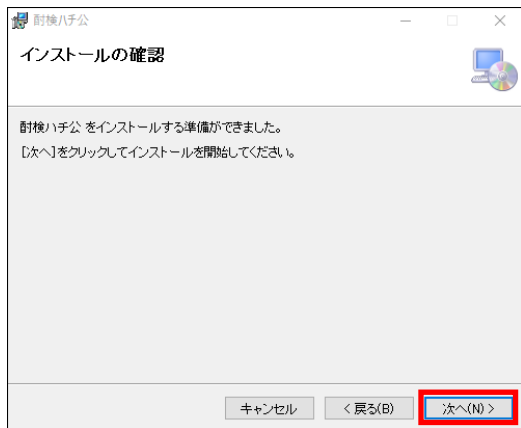 酎検ハチ公
インストールの確認
酎検ハチ公 をインストールする準備ができました。
[次へ]をクリックしてインストールを開始してください。
キャンセル
< 戻る(B)
次へ(N) >